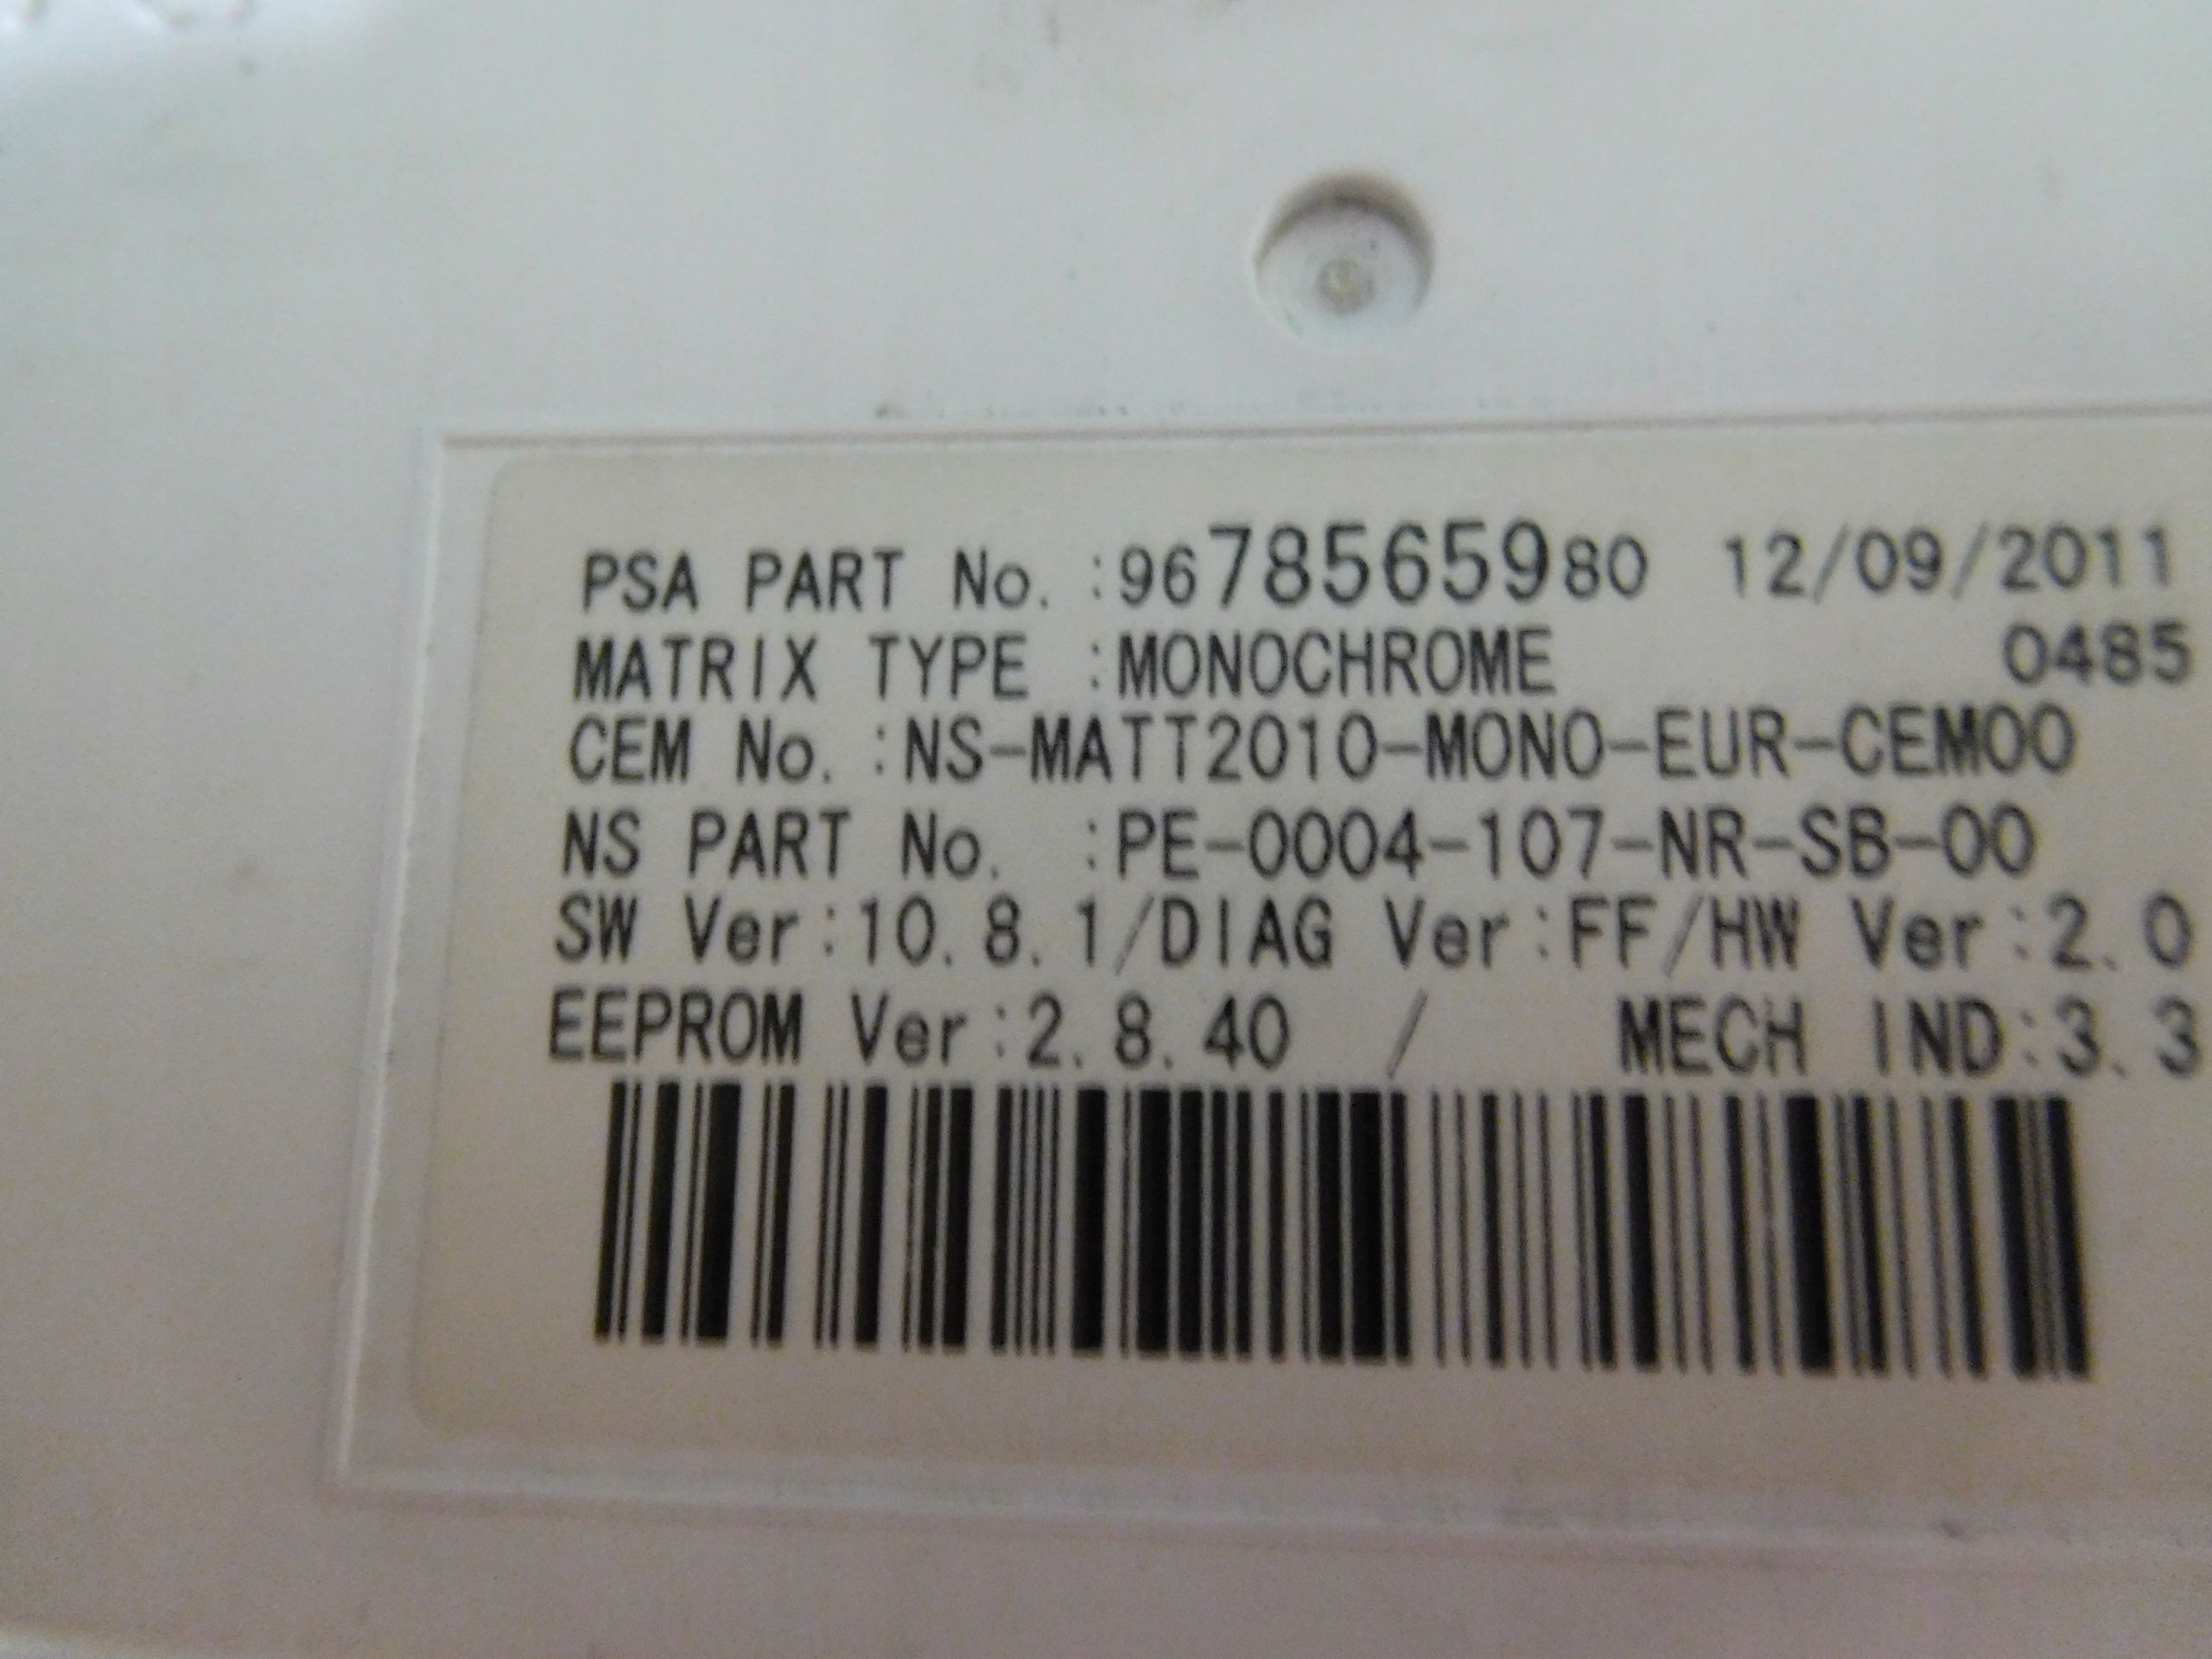 PSA PART No. :9678565980 12/09/2011
MATRIX TYPE :MONOCHROME 0485
CEM No. :NS-MATT2010-MONO-EUR-CEM00
NS PART No. :PE-0004-107-NR-SB-00
SW Ver:10.8.1/DIAG Ver:FF/HW Ver:2.0
EEPROM Ver:2.8.40 / MECH IND:3.3